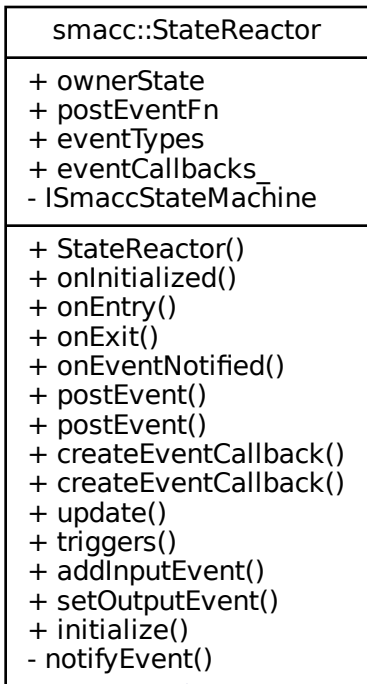 smacc::StateReactor
+ ownerState
+ postEventFn
+ eventTypes
+ eventCallbacks_
- ISmaccStateMachine
+ StateReactor()
+ onInitialized()
+ onEntry()
+ onExit()
+ onEventNotified()
+ postEvent()
+ postEvent()
+ createEventCallback()
+ createEventCallback()
+ update()
+ triggers()
+ addInputEvent()
+ setOutputEvent()
+ initialize()
- notifyEvent()